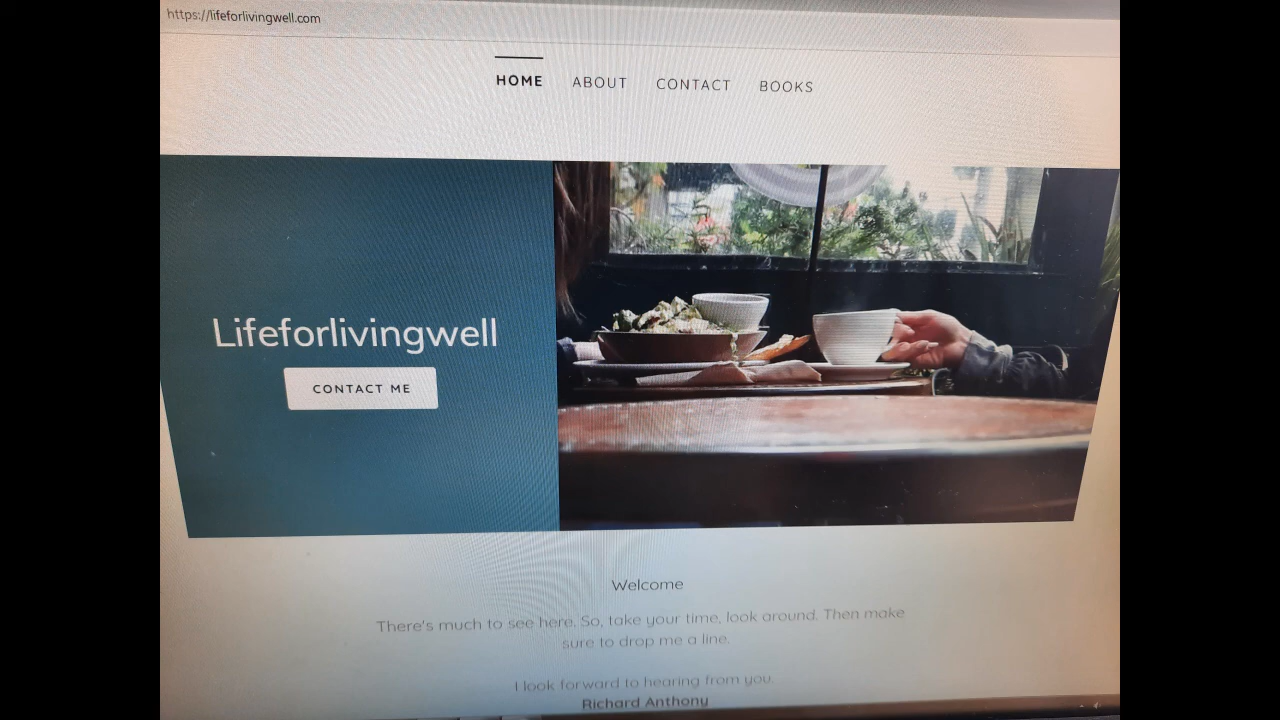 https://lifeforlivingwell.com
HOME ABOUT CONTACT BOOKS
Lifeforlivingwell
CONTACT ME
Welcome
There's much to see here. So, take your time, look around. Then make
sure to drop me a line.
I look forward to hearing from you.
Richard Anthony